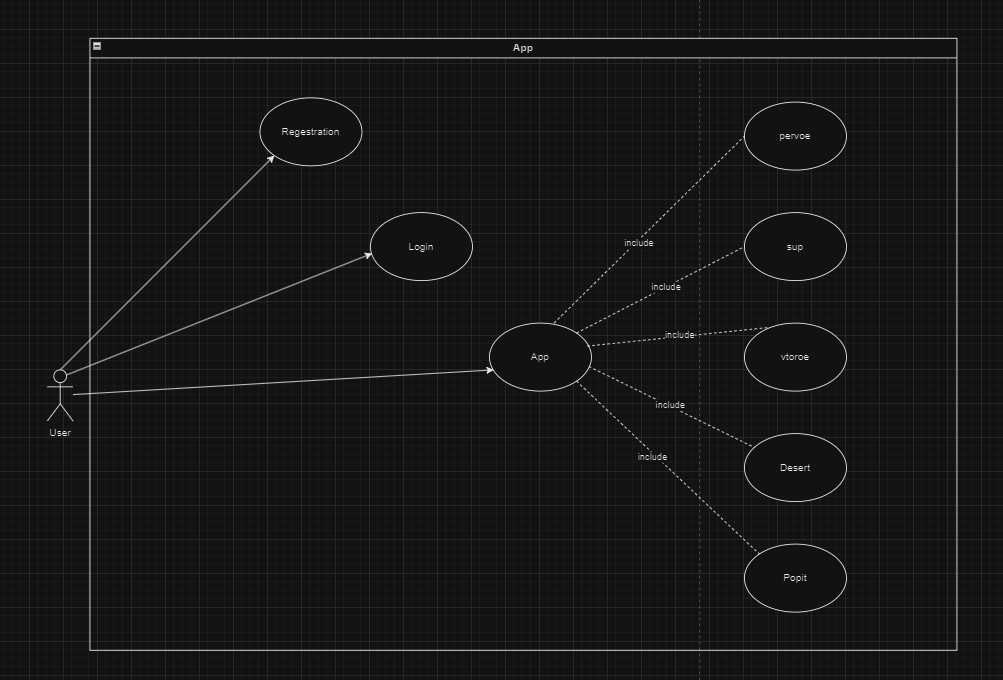 App
Regestration
pervoe
Login
sup
include
include
include
App
vtoroe
User
include
include
Desert
Popit